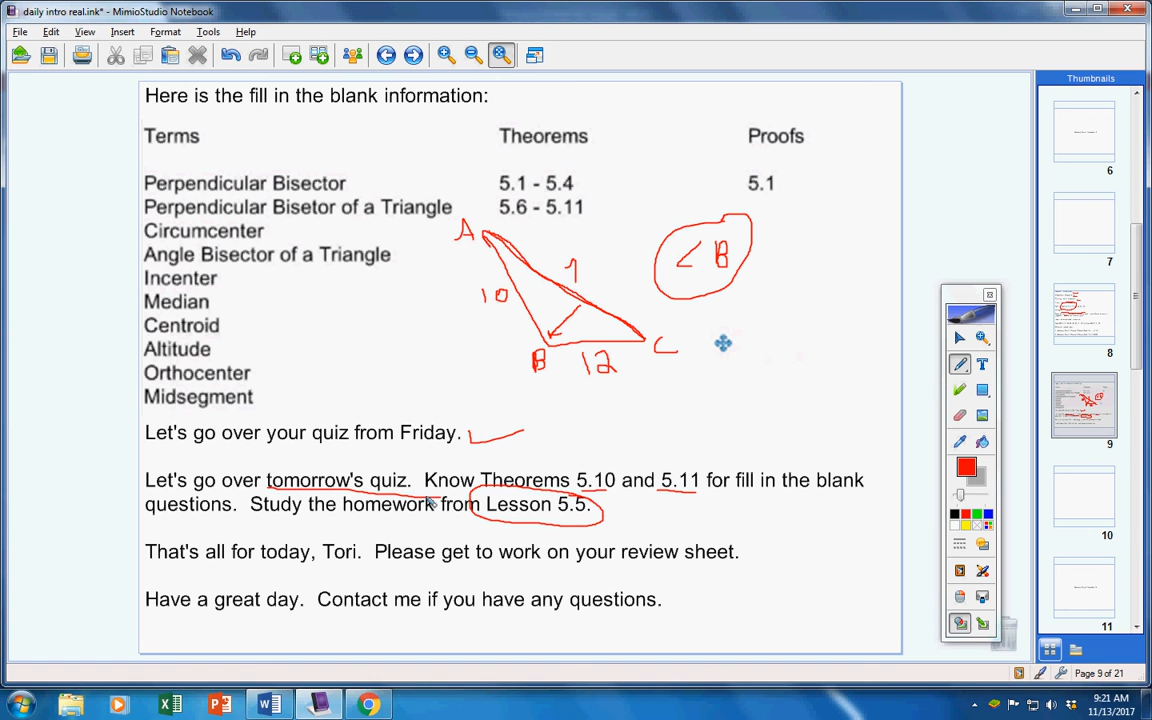 daily intro real.ink* - MimioStudio Notebook
File Edit View Insert Format Tools Help
Here is the fill in the blank information:
Terms Theorems Proofs
Perpendicular Bisector 5.1 - 5.4 5.1
Perpendicular Bisetor of a Triangle 5.6 - 5.11
Circumcenter
Angle Bisector of a Triangle
Incenter
Median
Centroid
Altitude
Orthocenter
Midsegment
A
10
B
12
C
< B
Let's go over your quiz from Friday.
Let's go over tomorrow's quiz. Know Theorems 5.10 and 5.11 for fill in the blank
questions. Study the homework from Lesson 5.5.
That's all for today, Tori. Please get to work on your review sheet.
Have a great day. Contact me if you have any questions.
Thumbnails
6
7
8
9
10
11
Page 9 of 21
9:21 AM
11/13/2017